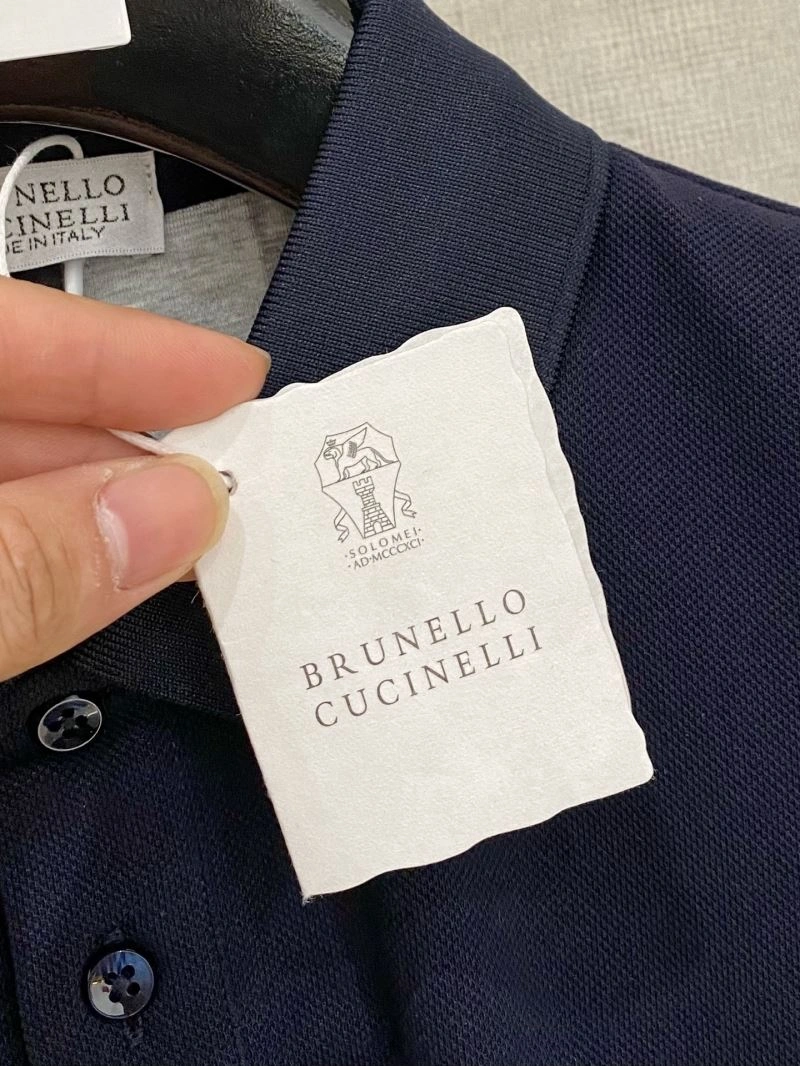 NELLO
CINELLI
DE IN ITALY
·SOLOMEI·
·AD·MCCCXCI·
BRUNELLO
CUCINELLI